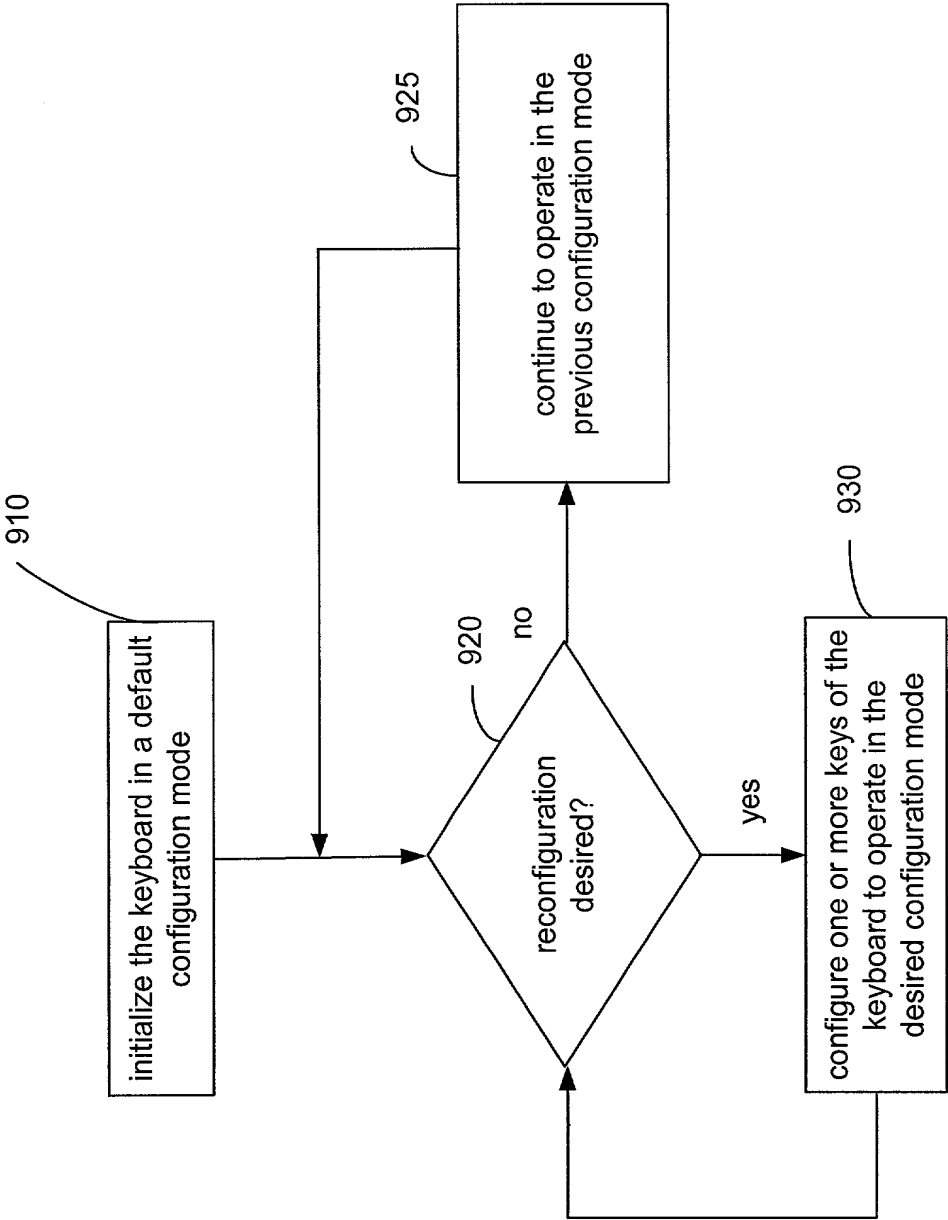 910
initialize the keyboard in a default
configuration mode
920
reconfiguration
desired?
no
925
continue to operate in the
previous configuration mode
yes
930
configure one or more keys of the
keyboard to operate in the
desired configuration mode